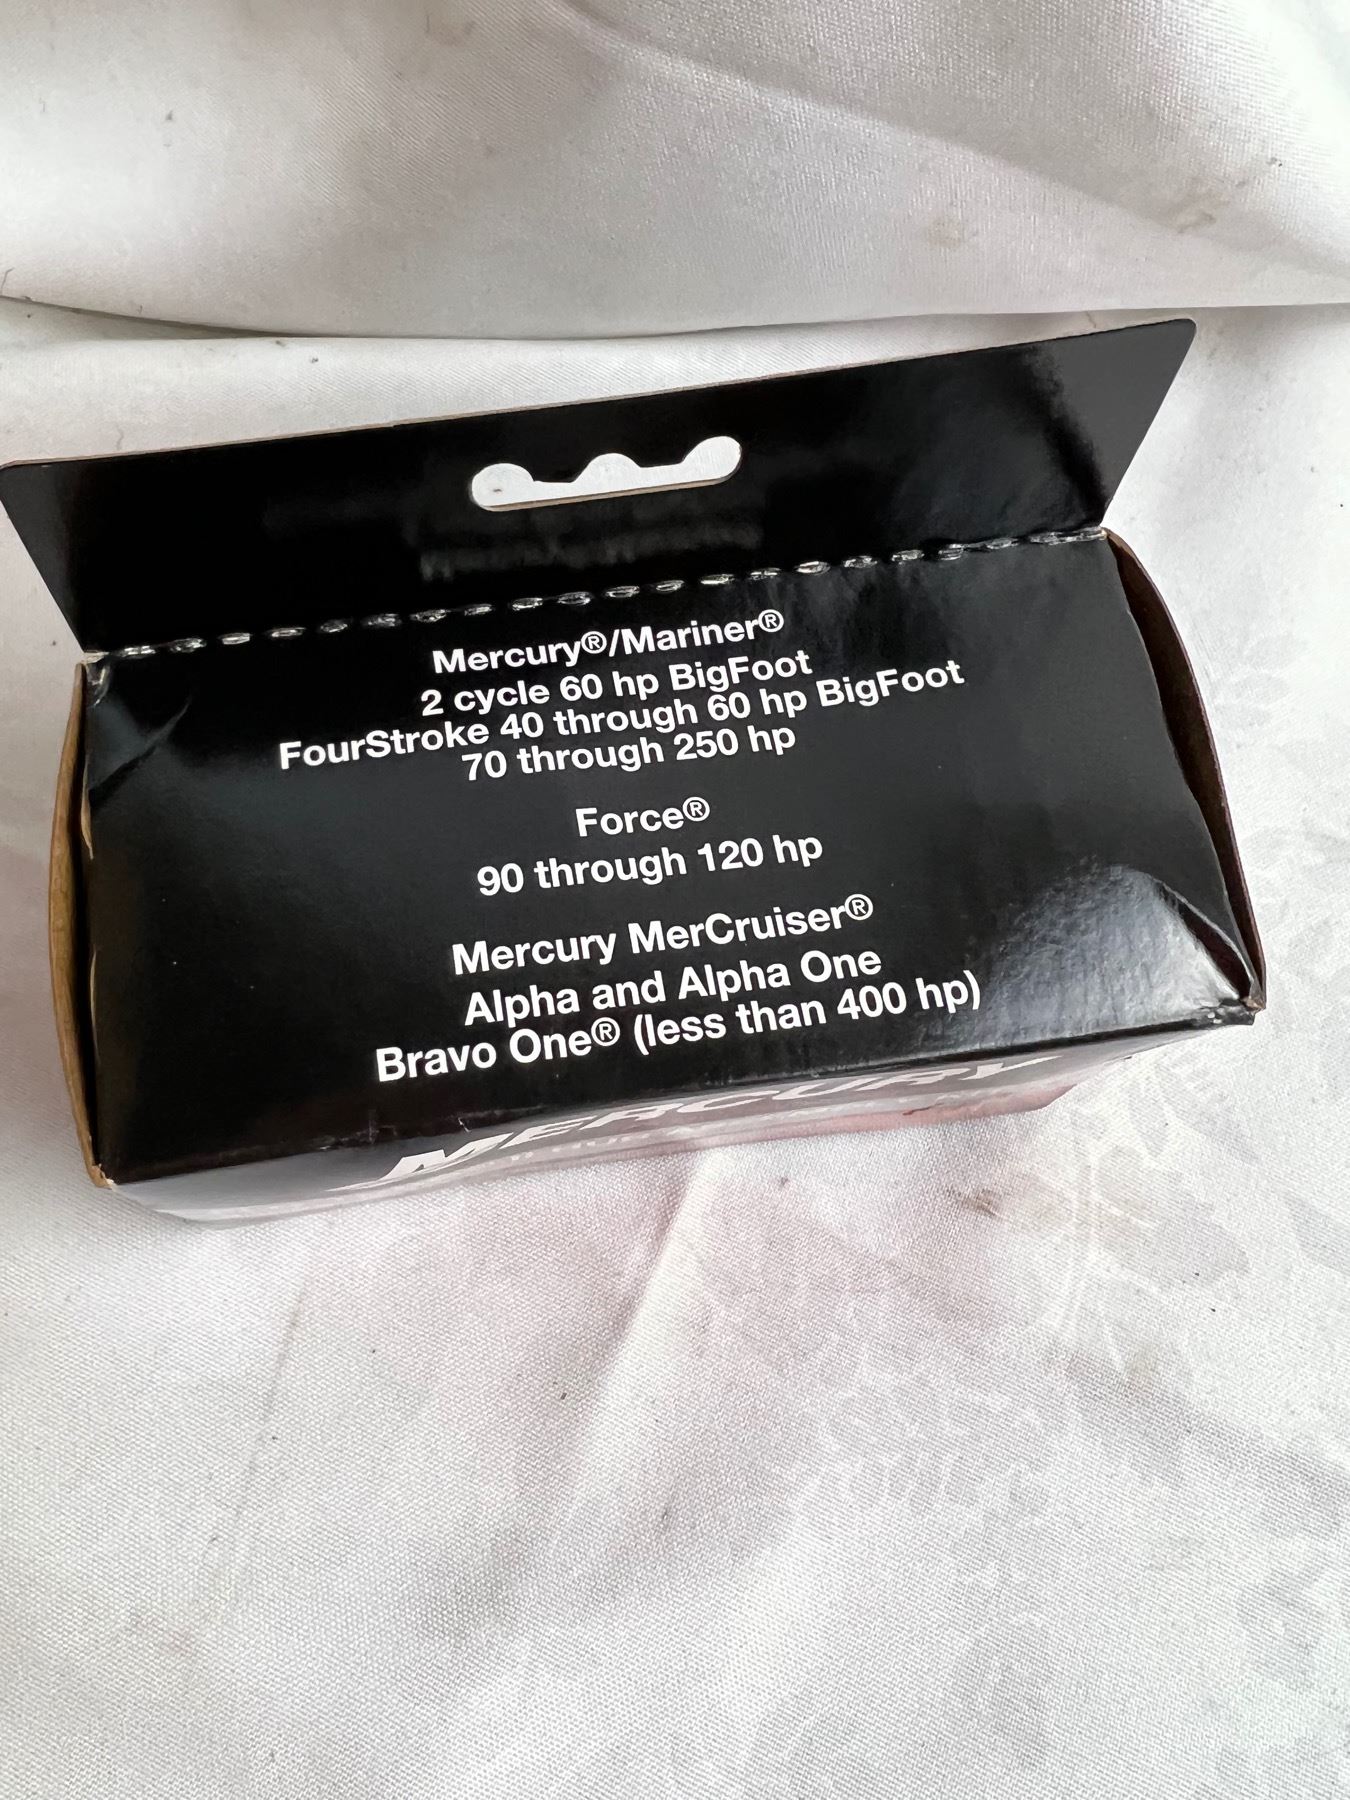 Mercury®/Mariner®
2 cycle 60 hp BigFoot
FourStroke 40 through 60 hp BigFoot
70 through 250 hp
Force®
90 through 120 hp
Mercury MerCruiser®
Alpha and Alpha One
Bravo One® (less than 400 hp)
MERCURY